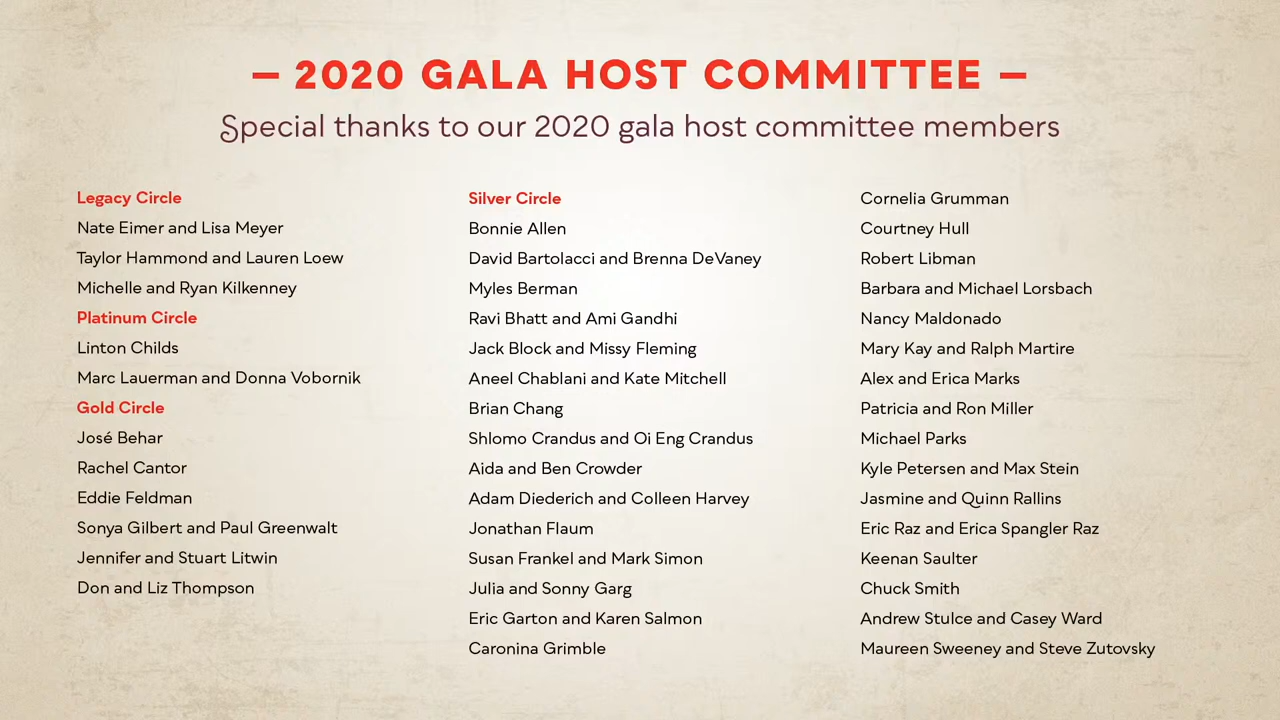 — 2020 GALA HOST COMMITTEE —
Special thanks to our 2020 gala host committee members
Legacy Circle
Nate Eimer and Lisa Meyer
Taylor Hammond and Lauren Loew
Michelle and Ryan Kilkenney
Platinum Circle
Linton Childs
Marc Lauerman and Donna Vobornik
Gold Circle
José Behar
Rachel Cantor
Eddie Feldman
Sonya Gilbert and Paul Greenwalt
Jennifer and Stuart Litwin
Don and Liz Thompson
Silver Circle
Bonnie Allen
David Bartolacci and Brenna DeVaney
Myles Berman
Ravi Bhatt and Ami Gandhi
Jack Block and Missy Fleming
Aneel Chablani and Kate Mitchell
Brian Chang
Shlomo Crandus and Oi Eng Crandus
Aida and Ben Crowder
Adam Diederich and Colleen Harvey
Jonathan Flaum
Susan Frankel and Mark Simon
Julia and Sonny Garg
Eric Garton and Karen Salmon
Caronina Grimble
Cornelia Grumman
Courtney Hull
Robert Libman
Barbara and Michael Lorsbach
Nancy Maldonado
Mary Kay and Ralph Martire
Alex and Erica Marks
Patricia and Ron Miller
Michael Parks
Kyle Petersen and Max Stein
Jasmine and Quinn Rallins
Eric Raz and Erica Spangler Raz
Keenan Saulter
Chuck Smith
Andrew Stulce and Casey Ward
Maureen Sweeney and Steve Zutovsky